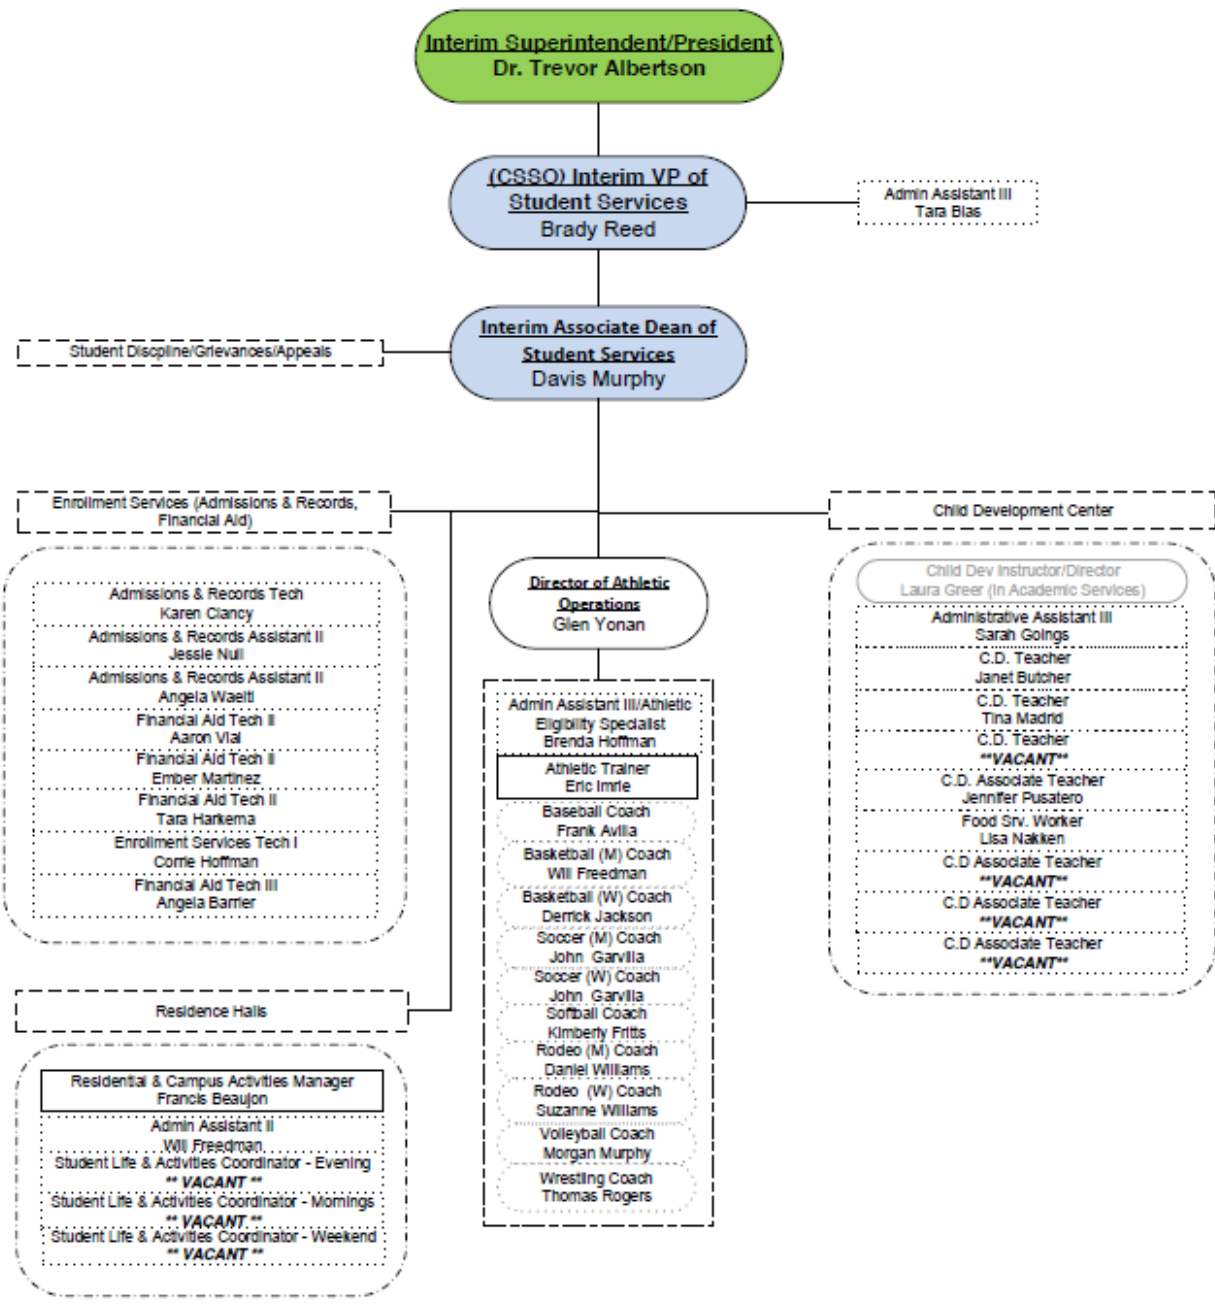 Interim Superintendent/President
Dr. Trevor Albertson
(CSSO) Interim VP of
Student Services
Brady Reed
Admin Assistant III
Tara Blas
Interim Associate Dean of
Student Services
Davis Murphy
Student Discpline/Grievances/Appeals
Enrollment Services (Admissions & Records,
Financial Aid)
Admissions & Records Tech
Karen Clancy
Admissions & Records Assistant II
Jessie Null
Admissions & Records Assistant II
Angela Waelti
Financial Aid Tech II
Aaron Vial
Financial Aid Tech II
Ember Martinez
Financial Aid Tech II
Tara Harkema
Enrollment Services Tech I
Corrie Hoffman
Financial Aid Tech III
Angela Barrier
Residence Halls
Residential & Campus Activities Manager
Francis Beaujon
Admin Assistant II
Will Freedman
Student Life & Activities Coordinator - Evening
** VACANT **
Student Life & Activities Coordinator - Mornings
** VACANT **
Student Life & Activities Coordinator - Weekend
** VACANT **
Director of Athletic
Operations
Glen Yonan
Admin Assistant III/Athletic
Eligibility Specialist
Brenda Hoffman
Athletic Trainer
Eric Imrie
Baseball Coach
Frank Avilla
Basketball (M) Coach
Will Freedman
Basketball (W) Coach
Derrick Jackson
Soccer (M) Coach
John Garvilla
Soccer (W) Coach
John Garvilla
Softball Coach
Kimberly Fritts
Rodeo (M) Coach
Daniel Williams
Rodeo (W) Coach
Suzanne Williams
Volleyball Coach
Morgan Murphy
Wrestling Coach
Thomas Rogers
Child Development Center
Child Dev Instructor/Director
Laura Greer (In Academic Services)
Administrative Assistant III
Sarah Goings
C.D. Teacher
Janet Butcher
C.D. Teacher
Tina Madrid
C.D. Teacher
**VACANT**
C.D. Associate Teacher
Jennifer Pusatero
Food Srv. Worker
Lisa Nakken
C.D Associate Teacher
**VACANT**
C.D Associate Teacher
**VACANT**
C.D Associate Teacher
**VACANT**